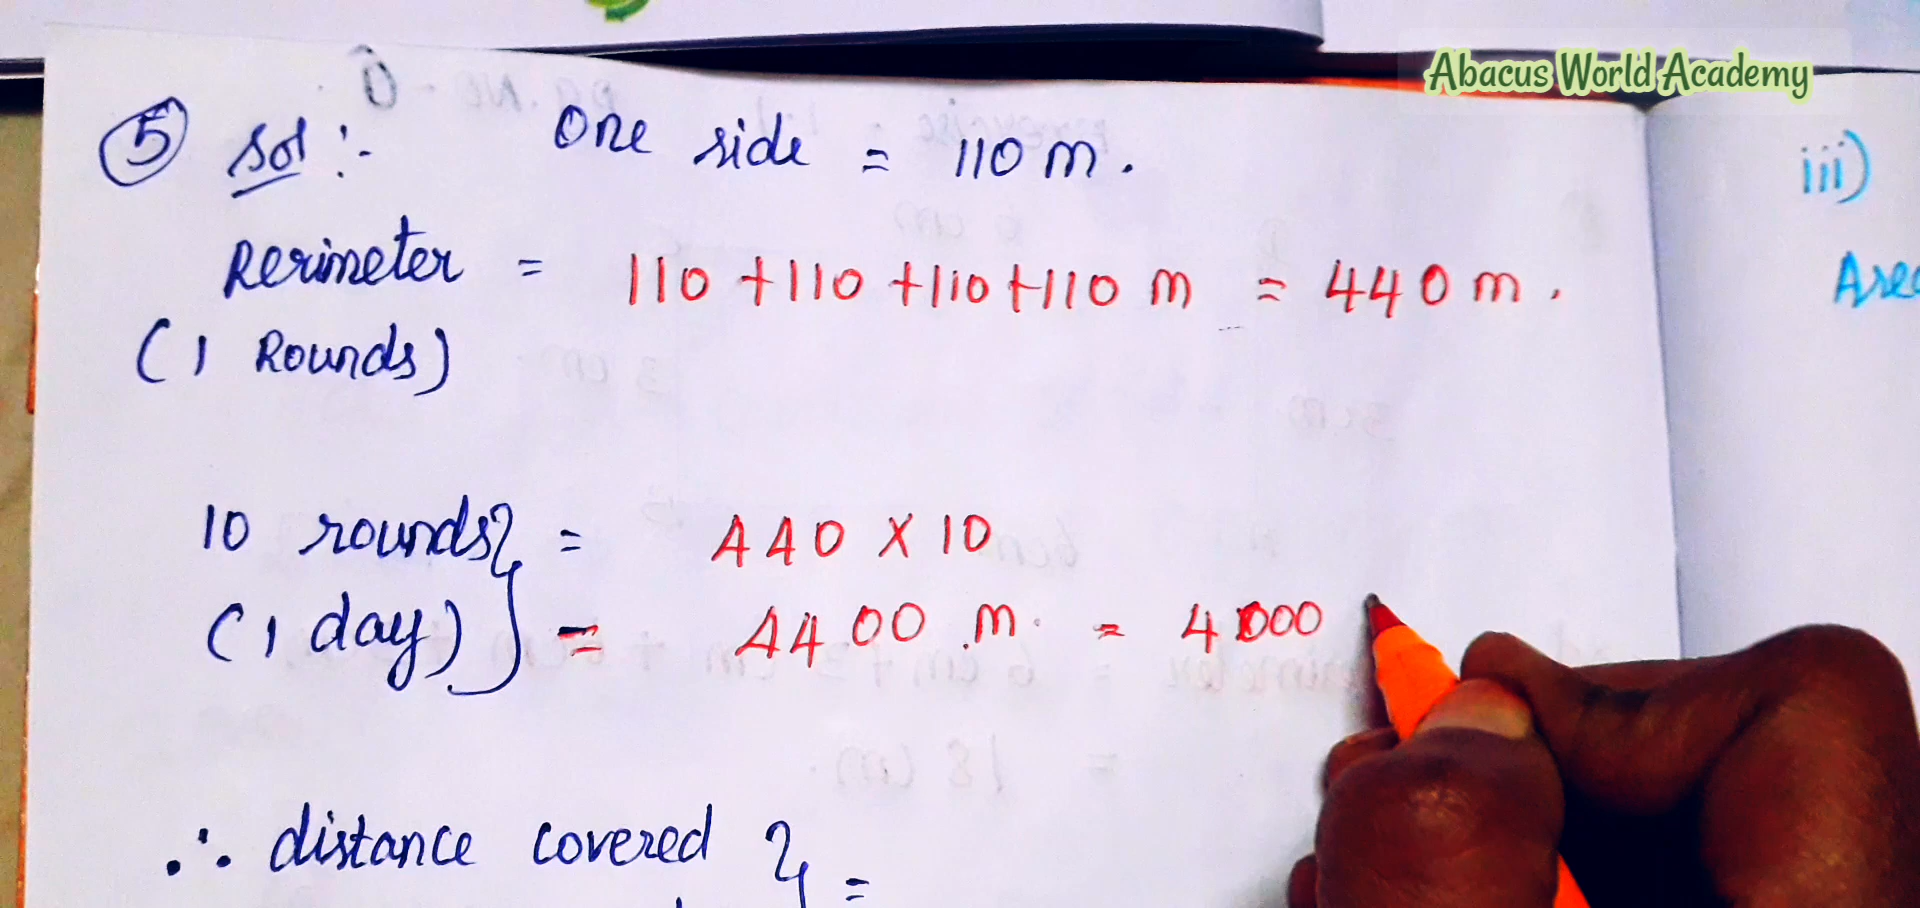 Abacus World Academy
5 Sol :- One side = 110 m.
Perimeter = 110 + 110 + 110 + 110 m = 440 m.
(1 Rounds)
10 rounds } = 440 X 10
(1 day) } = 4400 m. = 4000
∴ distance covered } =
iii)
Area